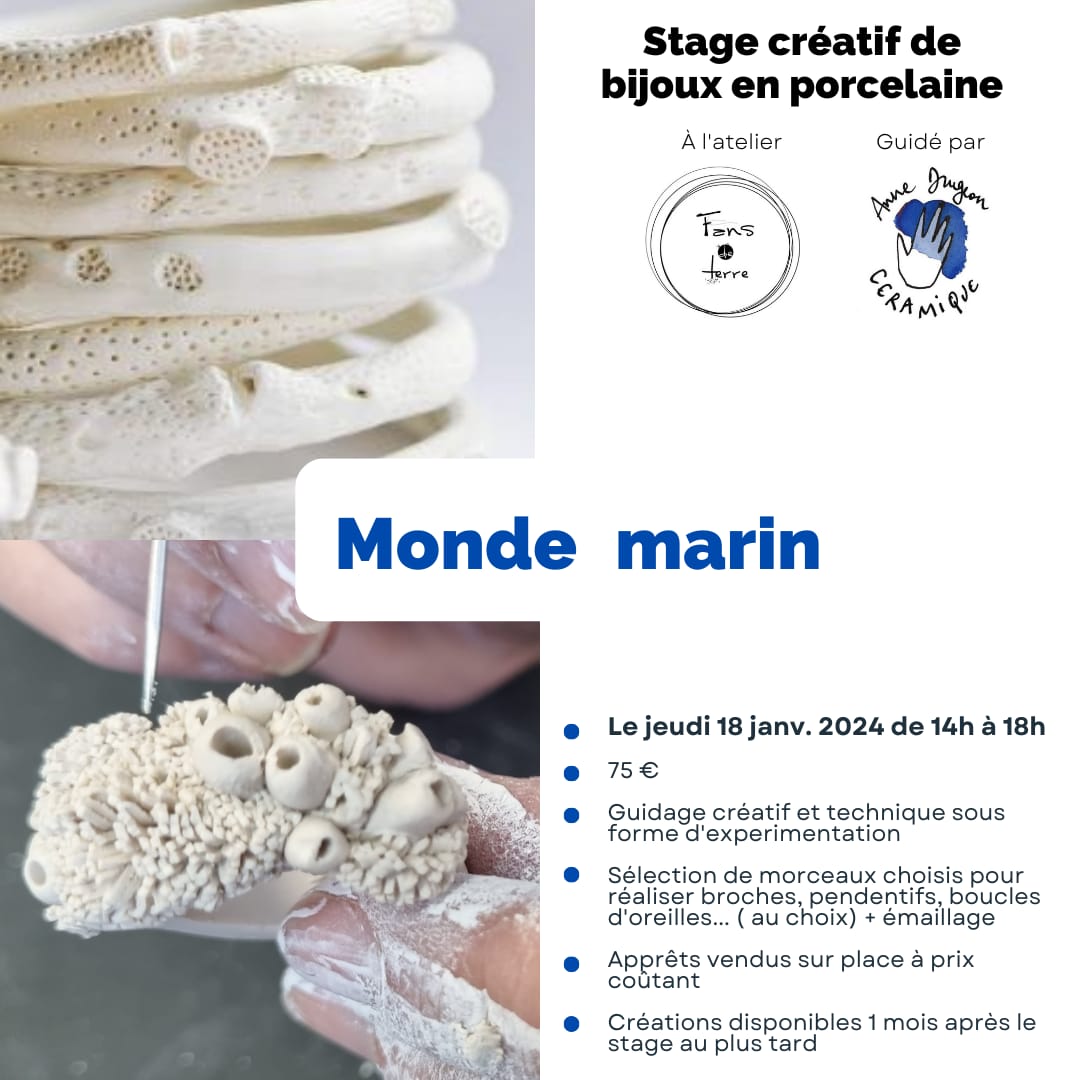 Stage créatif de
bijoux en porcelaine
À l'atelier
Guidé par
Fans
terre
Anne Jugeon
CERAMIQUE
Monde marin
Le jeudi 18 janv. 2024 de 14h à 18h
75 €
Guidage créatif et technique sous
forme d'experimentation
Sélection de morceaux choisis pour
réaliser broches, pendentifs, boucles
d'oreilles... ( au choix) + émaillage
Apprêts vendus sur place à prix
coûtant
Créations disponibles 1 mois après le
stage au plus tard